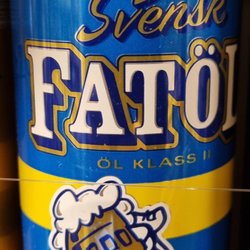 Svensk
FATÖL
ÖL KLASS II